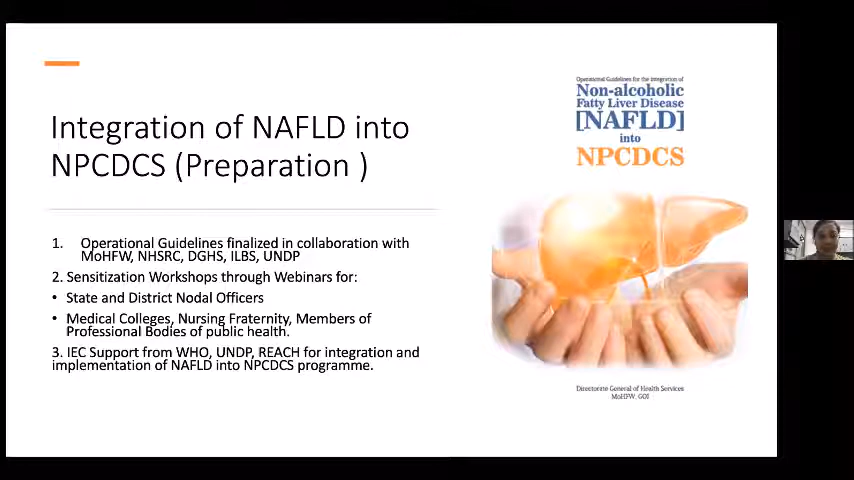 Integration of NAFLD into
NPCDCS (Preparation )
1. Operational Guidelines finalized in collaboration with
MoHFW, NHSRC, DGHS, ILBS, UNDP
2. Sensitization Workshops through Webinars for:
• State and District Nodal Officers
• Medical Colleges, Nursing Fraternity, Members of
Professional Bodies of public health.
3. IEC Support from WHO, UNDP, REACH for integration and
implementation of NAFLD into NPCDCS programme.
Operational Guidelines for the Integration of
Non-alcoholic
Fatty Liver Disease
[NAFLD]
into
NPCDCS
Directorate General of Health Services
MoHFW, GOI